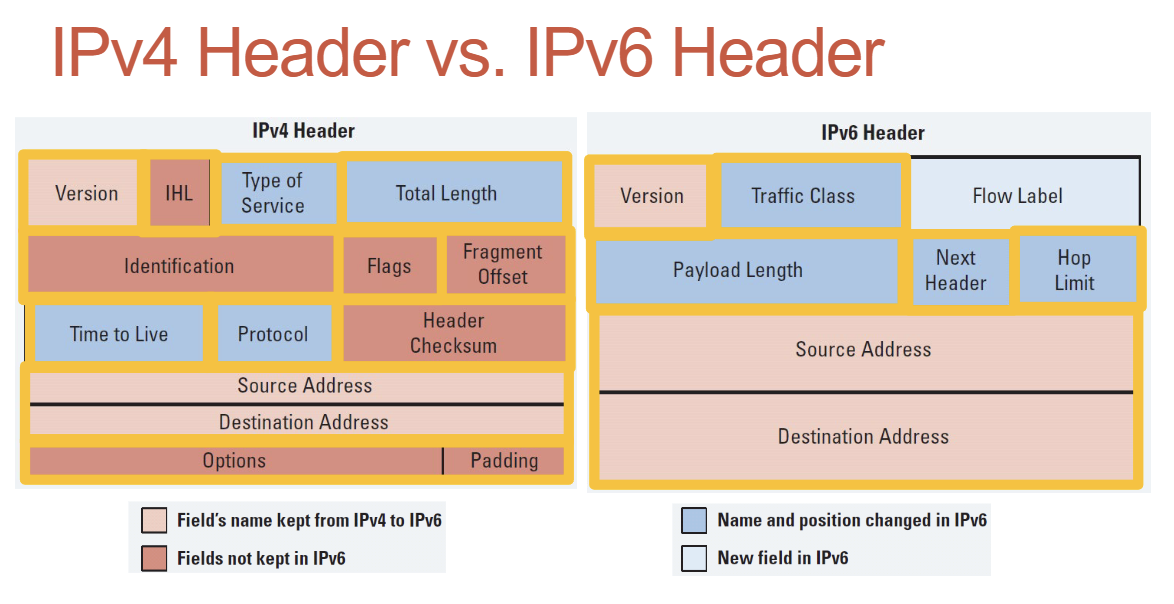 IPv4 Header vs. IPv6 Header
IPv4 Header
Version
IHL
Type of
Service
Total Length
Identification
Flags
Fragment
Offset
Time to Live
Protocol
Header
Checksum
Source Address
Destination Address
Options
Padding
Field's name kept from IPv4 to IPv6
Fields not kept in IPv6
IPv6 Header
Version
Traffic Class
Flow Label
Payload Length
Next
Header
Hop
Limit
Source Address
Destination Address
Name and position changed in IPv6
New field in IPv6